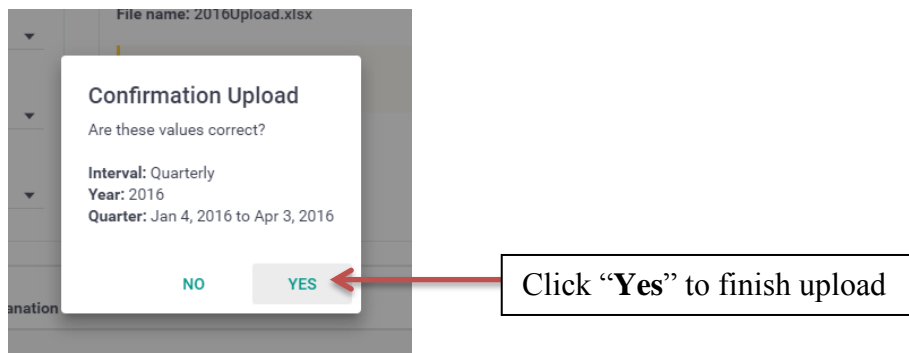 File name: 2016Upload.xlsx
Confirmation Upload
Are these values correct?
Interval: Quarterly
Year: 2016
Quarter: Jan 4, 2016 to Apr 3, 2016
NO YES
Click “Yes” to finish upload
anation